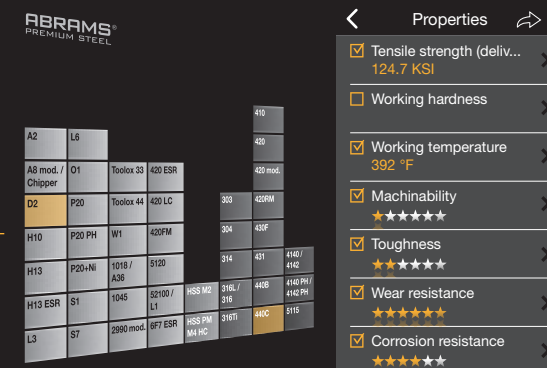 ABRAMS®
PREMIUM STEEL
A2
L6
410
A8 mod. /
Chipper
O1
Toolox 33
420 ESR
420
D2
P20
Toolox 44
420 LC
420 mod.
H10
P20 PH
W1
420FM
303
420RM
H13
P20+Ni
1018 /
A36
5120
304
430F
H13 ESR
S1
1045
52100 /
L1
HSS M2
314
431
4140 /
4142
L3
S7
2990 mod.
6F7 ESR
HSS PM
M4 HC
316L /
316
440B
4140 PH /
4142 PH
316Ti
440C
5115
Properties
Tensile strength (deliv...
124.7 KSI
Working hardness
Working temperature
392 °F
Machinability
Toughness
Wear resistance
Corrosion resistance